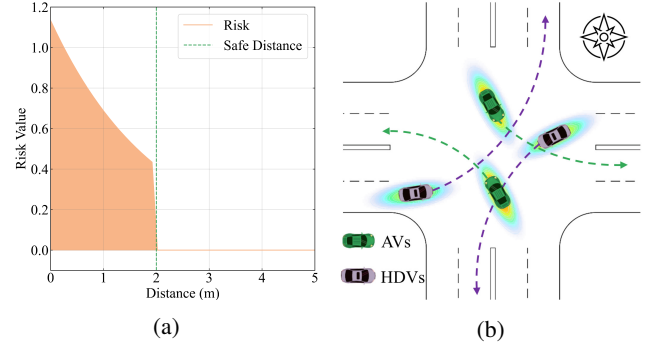 1.2
1.0
0.8
0.6
0.4
0.2
0.0
Risk Value
Risk
Safe Distance
0 1 2 3 4 5
Distance (m)
(a)
AVs
HDVs
(b)